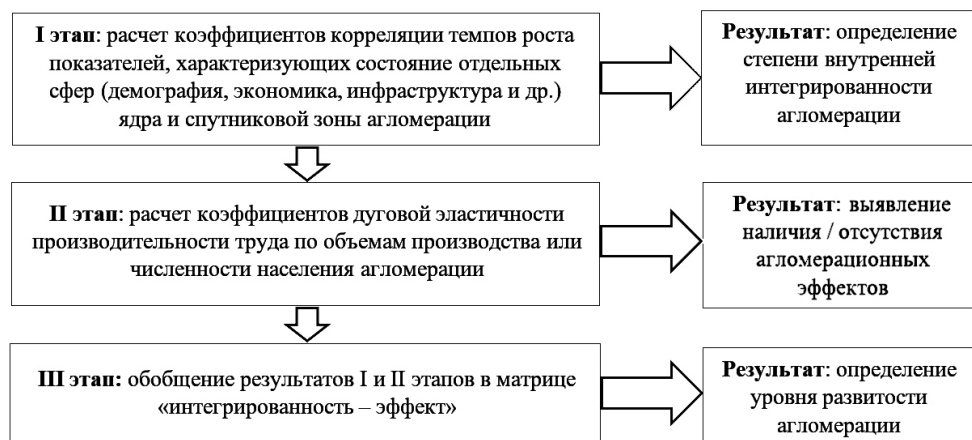 I этап: расчет коэффициентов корреляции темпов роста
показателей, характеризующих состояние отдельных
сфер (демография, экономика, инфраструктура и др.)
ядра и спутниковой зоны агломерации
Результат: определение
степени внутренней
интегрированности
агломерации
II этап: расчет коэффициентов дуговой эластичности
производительности труда по объемам производства или
численности населения агломерации
Результат: выявление
наличия / отсутствия
агломерационных
эффектов
III этап: обобщение результатов I и II этапов в матрице
«интегрированность – эффект»
Результат: определение
уровня развитости
агломерации